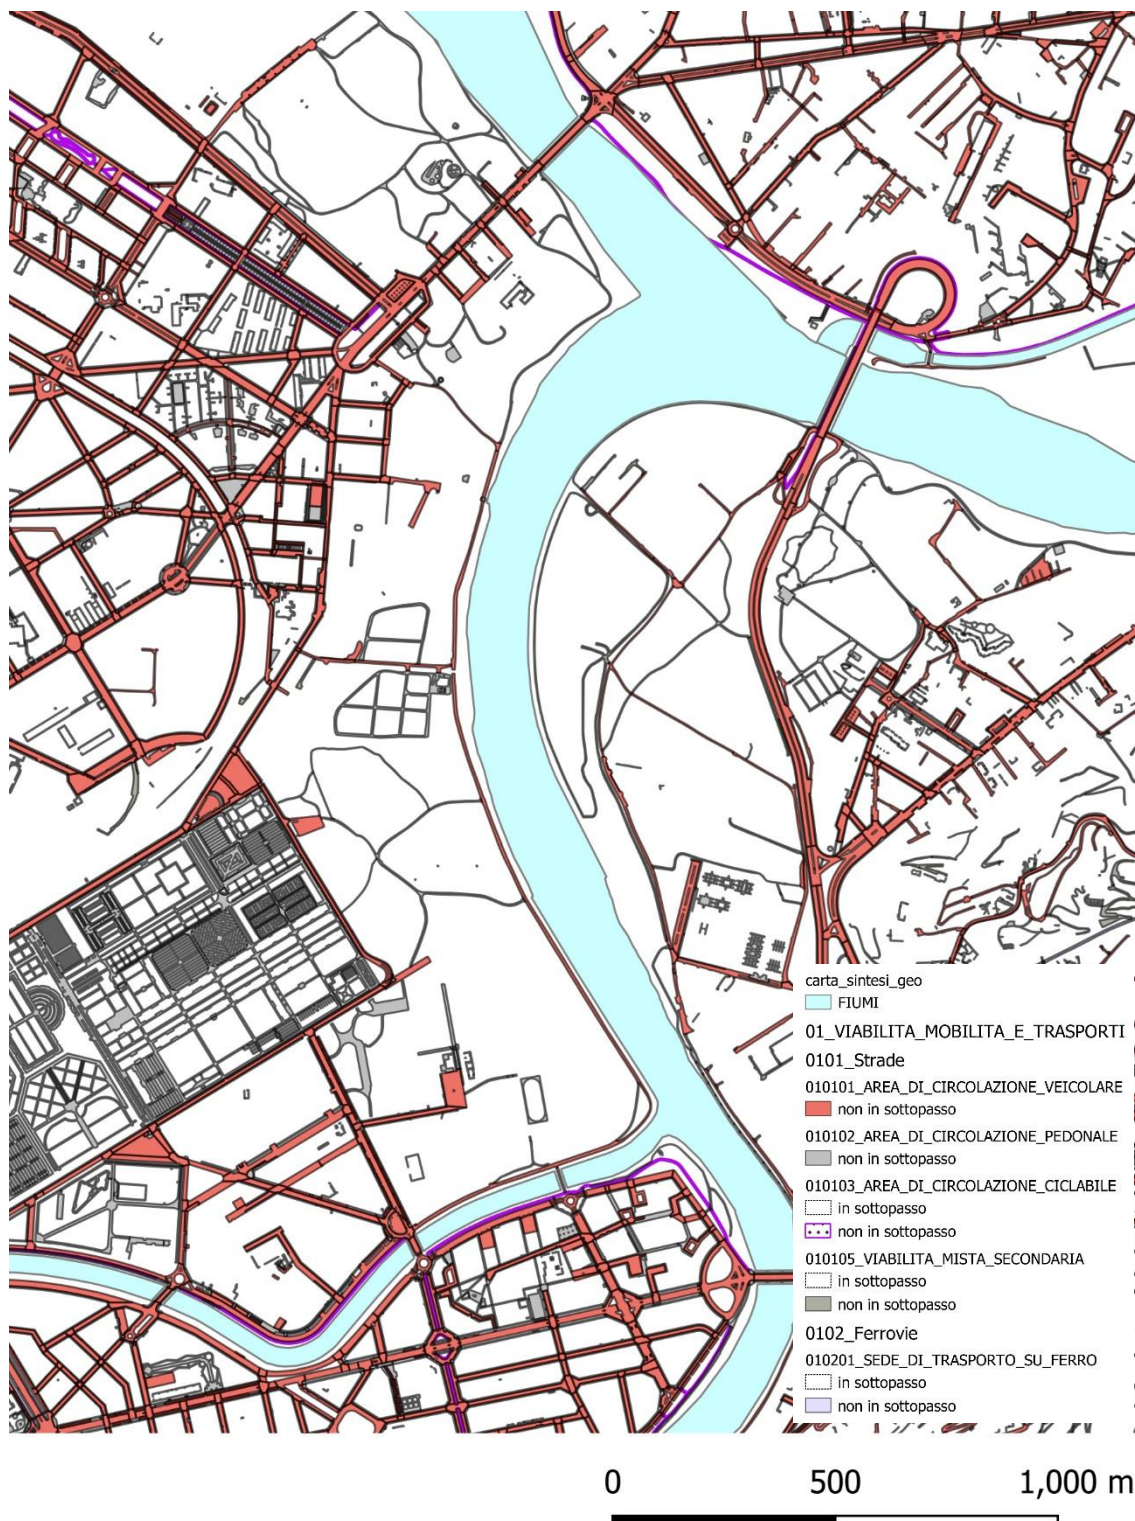 carta_sintesi_geo
FIUMI
01_VIABILITA_MOBILITA_E_TRASPORTI
0101_Strade
010101_AREA_DI_CIRCOLAZIONE_VEICOLARE
non in sottopasso
010102_AREA_DI_CIRCOLAZIONE_PEDONALE
non in sottopasso
010103_AREA_DI_CIRCOLAZIONE_CICLABILE
in sottopasso
non in sottopasso
010105_VIABILITA_MISTA_SECONDARIA
in sottopasso
non in sottopasso
0102_Ferrovie
010201_SEDE_DI_TRASPORTO_SU_FERRO
in sottopasso
non in sottopasso
0 500 1,000 m